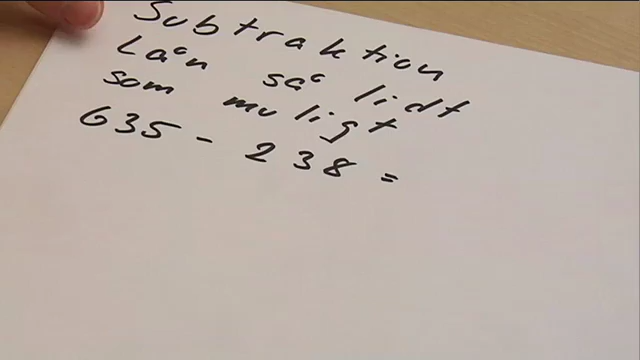 Subtraktion
Lån så lidt
som muligt
635 - 238 =